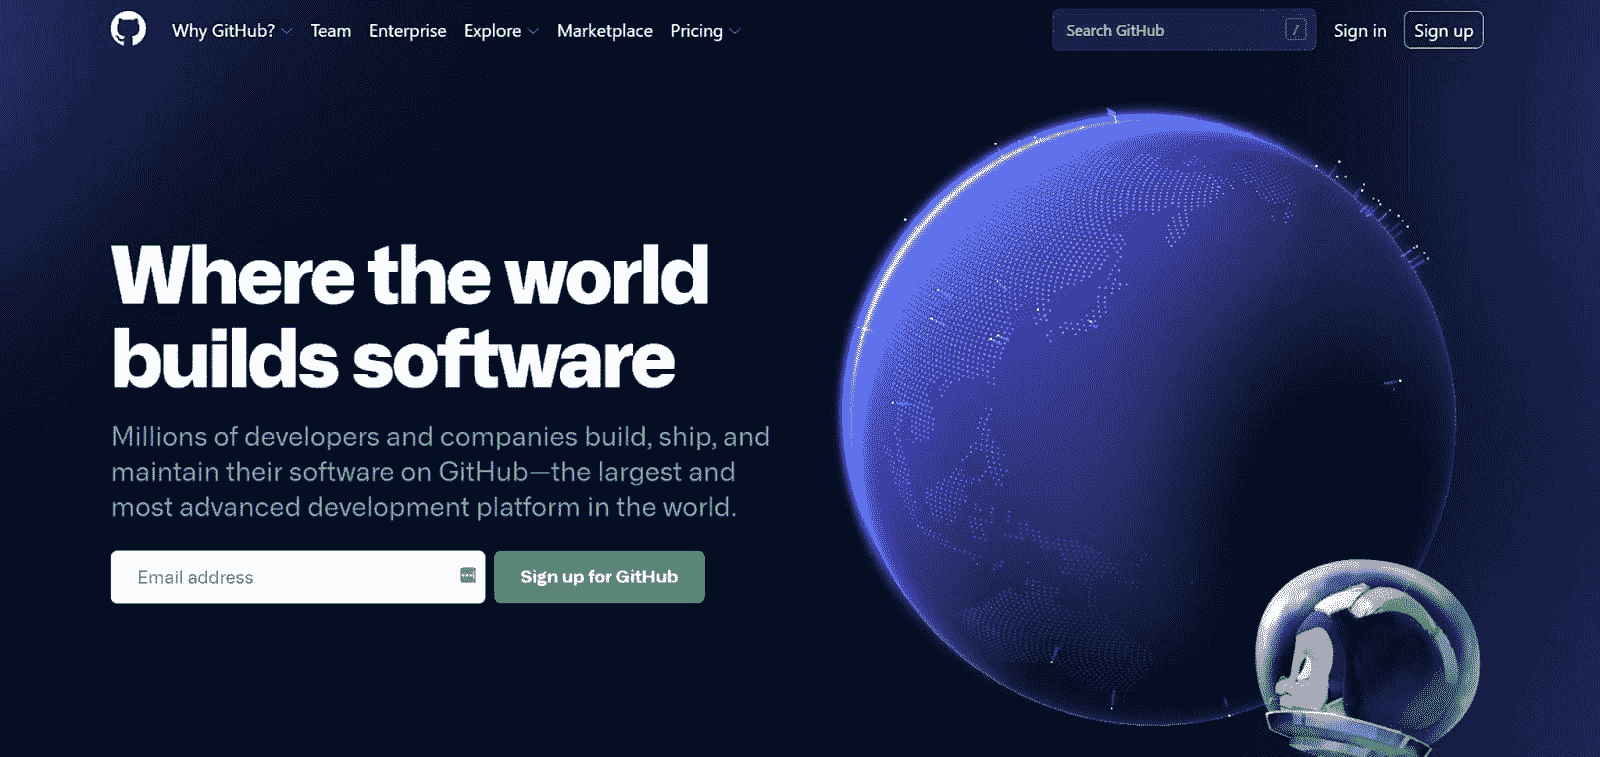 Why GitHub? Team Enterprise Explore Marketplace Pricing Search GitHub / Sign in Sign up
Where the world
builds software
Millions of developers and companies build, ship, and
maintain their software on GitHub—the largest and
most advanced development platform in the world.
Email address Sign up for GitHub